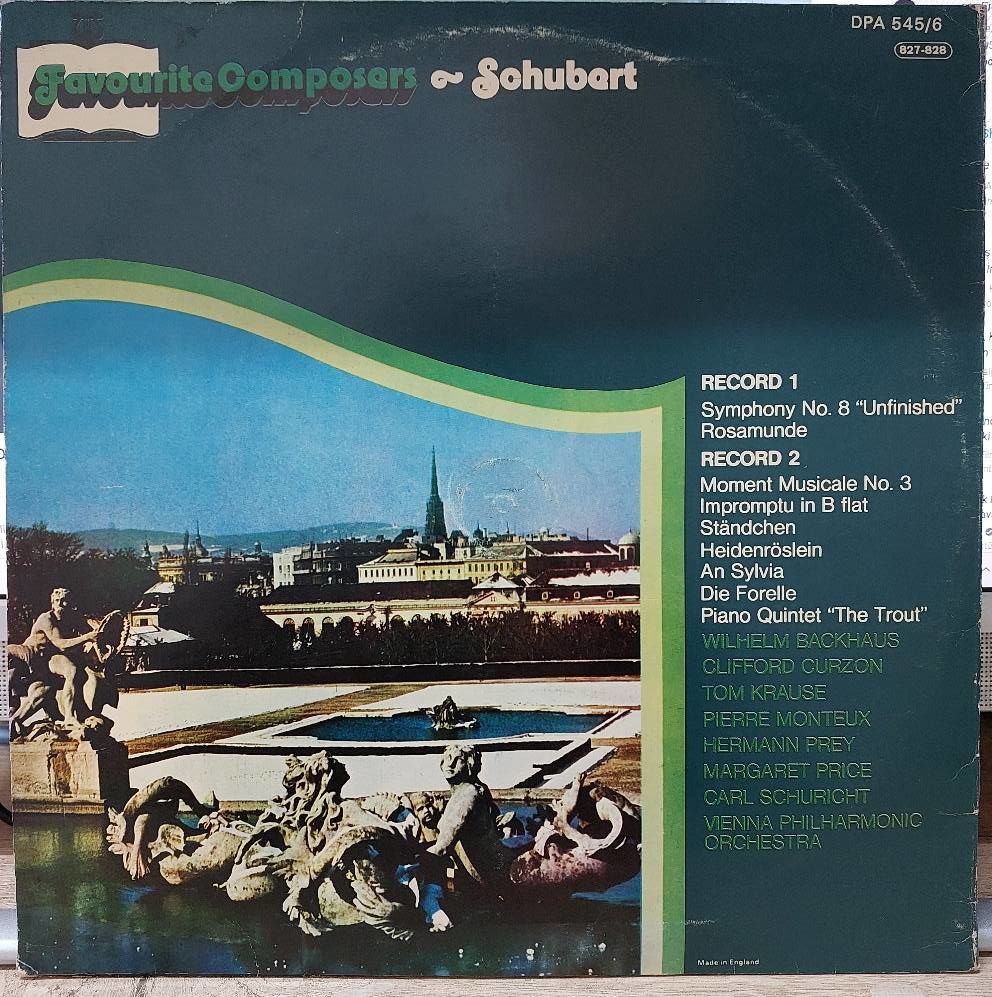 DPA 545/6
827-828
Favourite Composers ~ Schubert
RECORD 1
Symphony No. 8 “Unfinished”
Rosamunde
RECORD 2
Moment Musicale No. 3
Impromptu in B flat
Ständchen
Heidenröslein
An Sylvia
Die Forelle
Piano Quintet “The Trout”
WILHELM BACKHAUS
CLIFFORD CURZON
TOM KRAUSE
PIERRE MONTEUX
HERMANN PREY
MARGARET PRICE
CARL SCHURICHT
VIENNA PHILHARMONIC
ORCHESTRA
Made in England